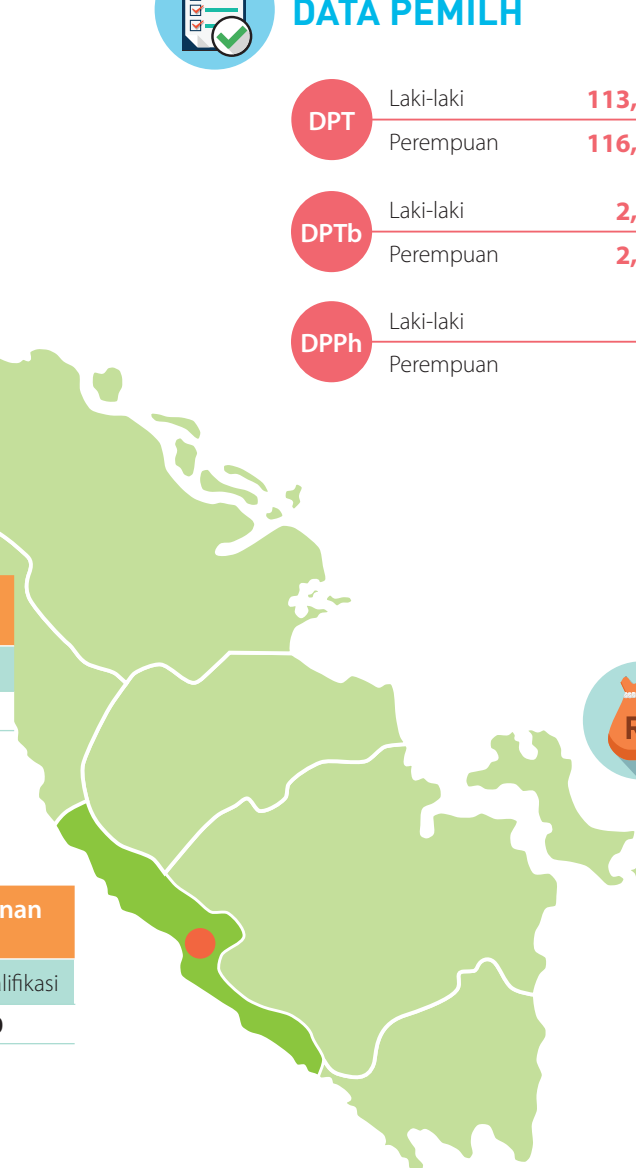 DATA PEMILH
DPT
Laki-laki 113,
Perempuan 116,
DPTb
Laki-laki 2,
Perempuan 2,
DPPh
Laki-laki
Perempuan
R
nan
lifikasi